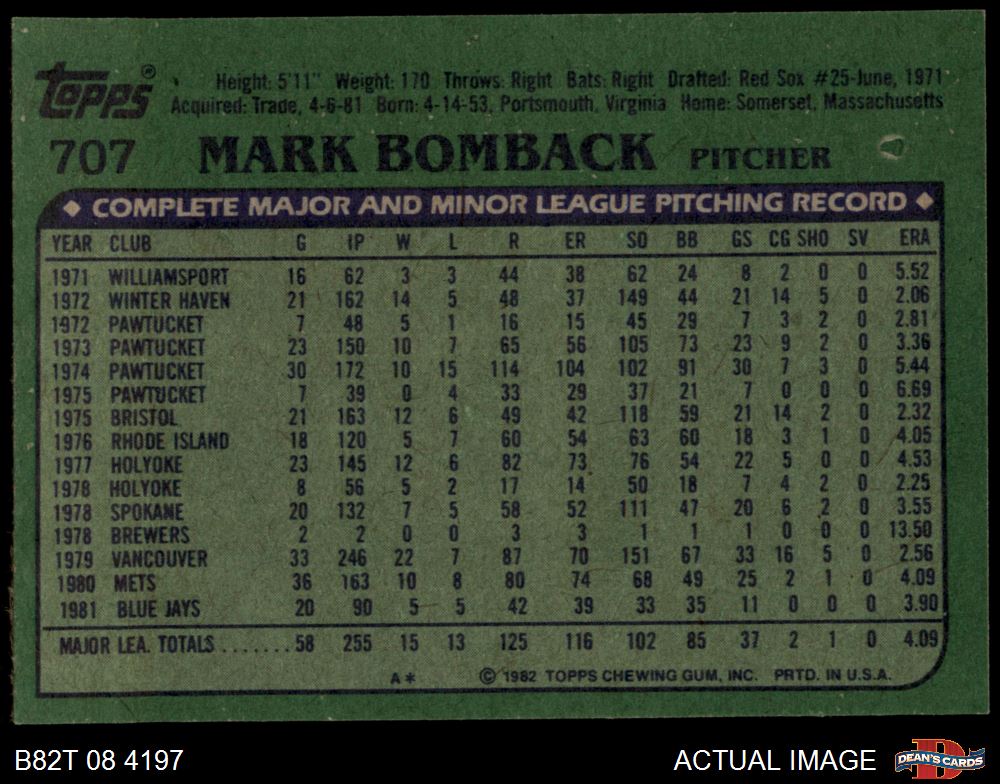 topps® Height: 5'11" Weight: 170 Throws: Right Bats: Right Drafted: Red Sox #25-June, 1971
Acquired: Trade, 4-6-81 Born: 4-14-53, Portsmouth, Virginia Home: Somerset, Massachusetts
707 MARK BOMBACK PITCHER
◆ COMPLETE MAJOR AND MINOR LEAGUE PITCHING RECORD ◆
YEAR CLUB G IP W L R ER SO BB GS CG SHO SV ERA
1971 WILLIAMSPORT 16 62 3 3 44 38 62 24 8 2 0 0 5.52
1972 WINTER HAVEN 21 162 14 5 48 37 149 44 21 14 5 0 2.06
1972 PAWTUCKET 7 48 5 1 16 15 45 29 7 3 2 0 2.81
1973 PAWTUCKET 23 150 10 7 65 56 105 73 23 9 2 0 3.36
1974 PAWTUCKET 30 172 10 15 114 104 102 91 30 7 3 0 5.44
1975 PAWTUCKET 7 39 0 4 33 29 37 21 7 0 0 0 6.69
1975 BRISTOL 21 163 12 6 49 42 118 59 21 14 2 0 2.32
1976 RHODE ISLAND 18 120 5 7 60 54 63 60 18 3 1 0 4.05
1977 HOLYOKE 23 145 12 6 82 73 76 54 22 5 0 0 4.53
1978 HOLYOKE 8 56 5 2 17 14 50 18 7 4 2 0 2.25
1978 SPOKANE 20 132 7 5 58 52 111 47 20 6 2 0 3.55
1978 BREWERS 2 2 0 0 3 3 1 1 1 0 0 0 13.50
1979 VANCOUVER 33 246 22 7 87 70 151 67 33 16 5 0 2.56
1980 METS 36 163 10 8 80 74 68 49 25 2 1 0 4.09
1981 BLUE JAYS 20 90 5 5 42 39 33 35 11 0 0 0 3.90
MAJOR LEA. TOTALS.......58 255 15 13 125 116 102 85 37 2 1 0 4.09
A* © 1982 TOPPS CHEWING GUM, INC. PRTD. IN U.S.A.
B82T 08 4197 ACTUAL IMAGE D DEAN'S CARDS